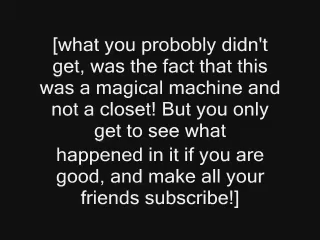 [what you probobly didn't
get, was the fact that this
was a magical machine and
not a closet! But you only
get to see what
happened in it if you are
good, and make all your
friends subscribe!]